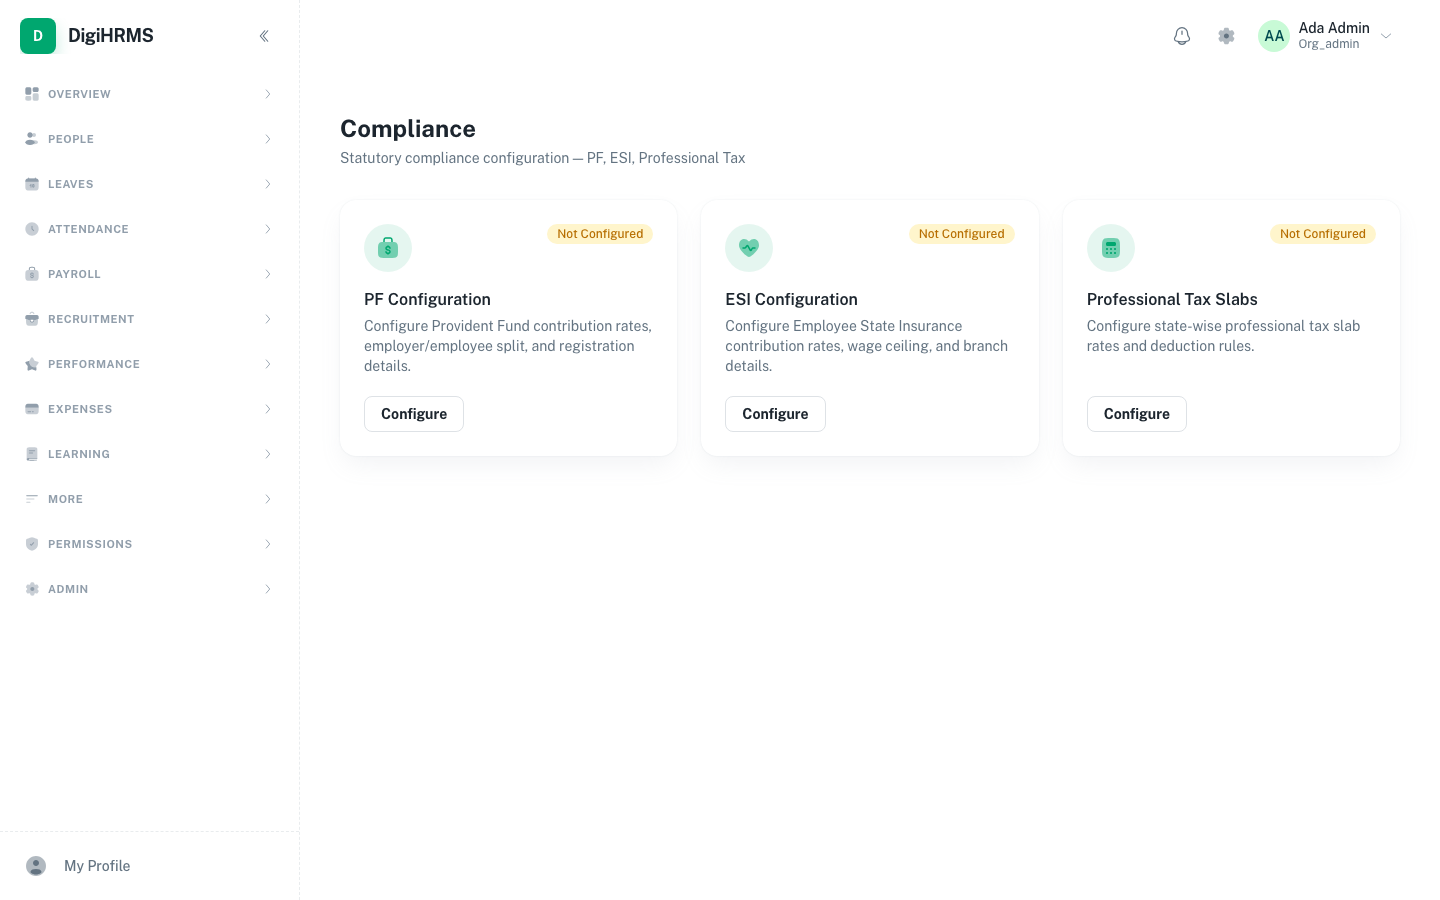 D
DigiHRMS
OVERVIEW
PEOPLE
LEAVES
ATTENDANCE
PAYROLL
RECRUITMENT
PERFORMANCE
EXPENSES
LEARNING
MORE
PERMISSIONS
ADMIN
My Profile
AA
Ada Admin
Org_admin
Compliance
Statutory compliance configuration — PF, ESI, Professional Tax
$
Not Configured
PF Configuration
Configure Provident Fund contribution rates,
employer/employee split, and registration
details.
Configure
Not Configured
ESI Configuration
Configure Employee State Insurance
contribution rates, wage ceiling, and branch
details.
Configure
Not Configured
Professional Tax Slabs
Configure state-wise professional tax slab
rates and deduction rules.
Configure